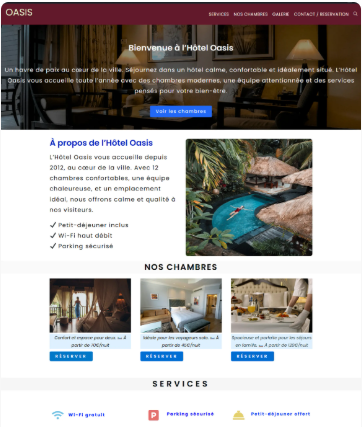 OASIS
SERVICES NOS CHAMBRES GALERIE CONTACT / RESERVATION
Bienvenue à l'Hôtel Oasis
Un havre de paix au cœur de la ville. Séjournez dans un hôtel calme, confortable et idéalement situé. L'Hôtel
Oasis vous accueille toute l'année avec des chambres modernes, une équipe attentionnée et des services
pensés pour votre bien-être.
Voir les chambres
À propos de l'Hôtel Oasis
L'Hôtel Oasis vous accueille depuis
2012, au cœur de la ville. Avec 12
chambres confortables, une équipe
chaleureuse, et un emplacement
idéal, nous offrons calme et qualité à
nos visiteurs.
✓ Petit-déjeuner inclus
✓ Wi-Fi haut débit
✓ Parking sécurisé
NOS CHAMBRES
Confort et espace pour deux.
À partir de 70€/nuit
RÉSERVER
Idéale pour les voyageurs solo.
À partir de 45€/nuit
RÉSERVER
Spacieuse et parfaite pour les séjours
en famille. À partir de 120€/nuit
RÉSERVER
SERVICES
Wi-Fi gratuit
P Parking sécurisé
Petit-déjeuner offert